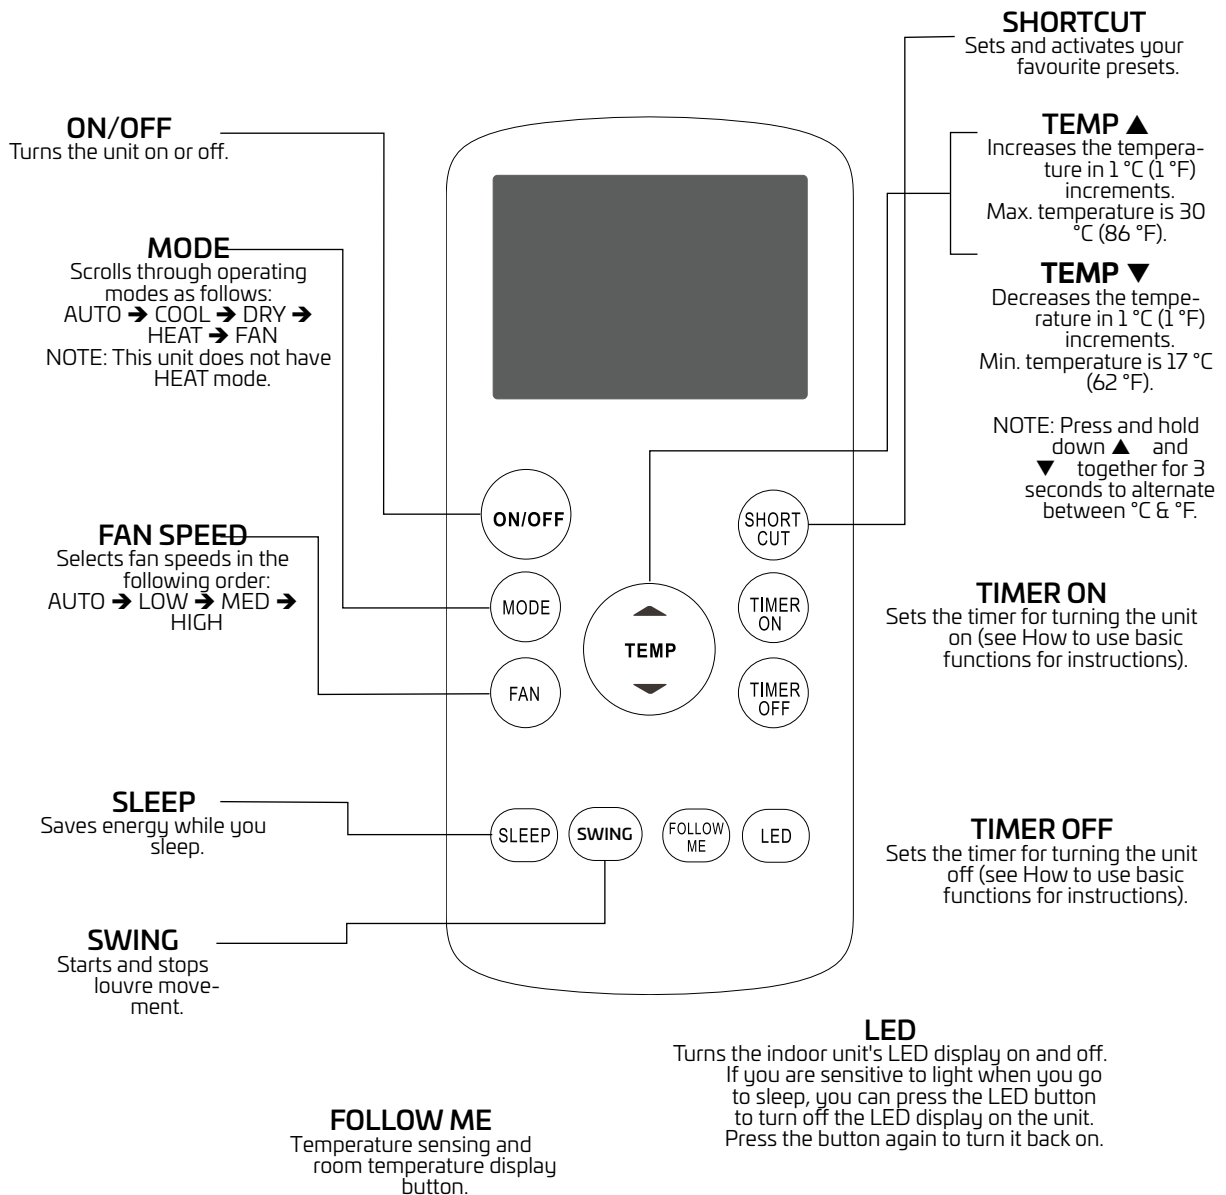 SHORTCUT
Sets and activates your
favourite presets.
ON/OFF
Turns the unit on or off.
TEMP ▲
Increases the tempera-
ture in 1 °C (1 °F)
increments.
Max. temperature is 30
°C (86 °F).
MODE
Scrolls through operating
modes as follows:
AUTO ➔ COOL ➔ DRY ➔
HEAT ➔ FAN
NOTE: This unit does not have
HEAT mode.
TEMP ▼
Decreases the tempe-
rature in 1 °C (1 °F)
increments.
Min. temperature is 17 °C
(62 °F).
NOTE: Press and hold
down ▲ and
▼ together for 3
seconds to alternate
between °C & °F.
FAN SPEED
Selects fan speeds in the
following order:
AUTO ➔ LOW ➔ MED ➔
HIGH
ON/OFF
SHORT
CUT
MODE
TEMP
TIMER
ON
FAN
TIMER
OFF
TIMER ON
Sets the timer for turning the unit
on (see How to use basic
functions for instructions).
SLEEP
Saves energy while you
sleep.
SLEEP
SWING
FOLLOW
ME
LED
TIMER OFF
Sets the timer for turning the unit
off (see How to use basic
functions for instructions).
SWING
Starts and stops
louvre move-
ment.
LED
Turns the indoor unit's LED display on and off.
If you are sensitive to light when you go
to sleep, you can press the LED button
to turn off the LED display on the unit.
Press the button again to turn it back on.
FOLLOW ME
Temperature sensing and
room temperature display
button.